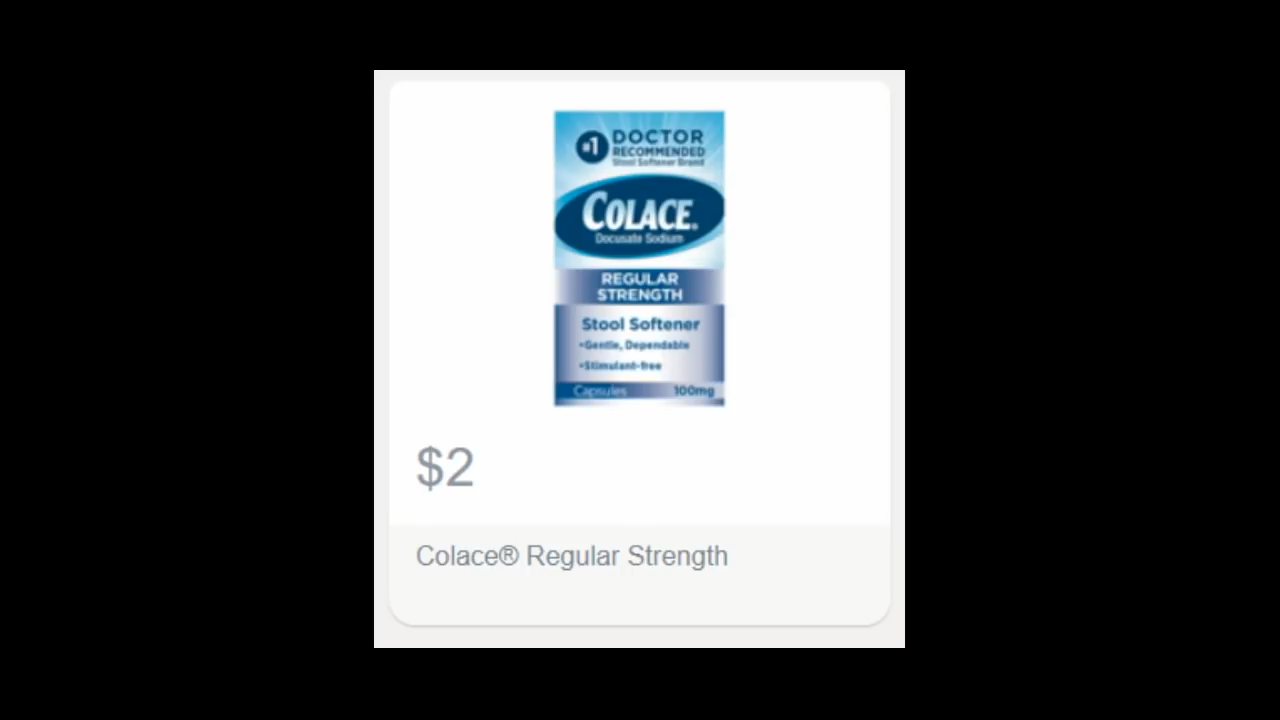 #1 DOCTOR
RECOMMENDED
Stool Softener Brand
COLACE®
Docusate Sodium
REGULAR
STRENGTH
Stool Softener
•Gentle, Dependable
•Stimulant-free
Capsules 100mg
$2
Colace® Regular Strength